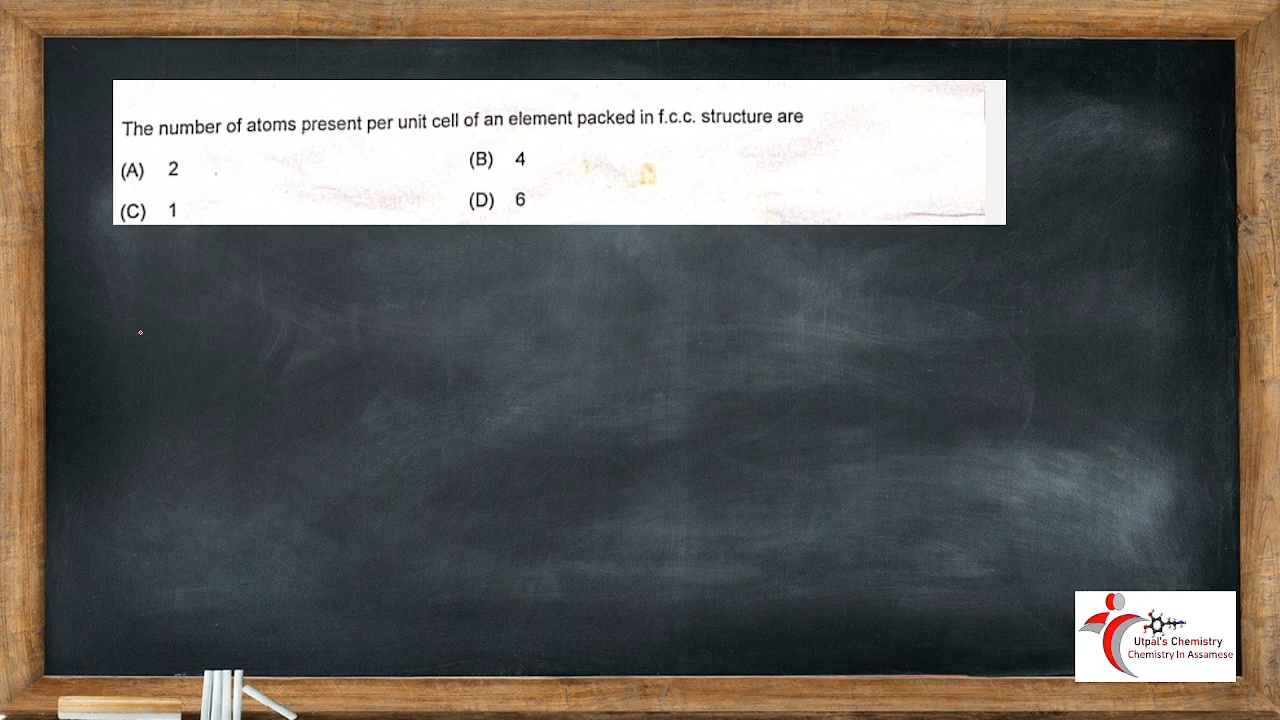 The number of atoms present per unit cell of an element packed in f.c.c. structure are
(A) 2 (B) 4
(C) 1 (D) 6
Utpal's Chemistry
Chemistry In Assamese